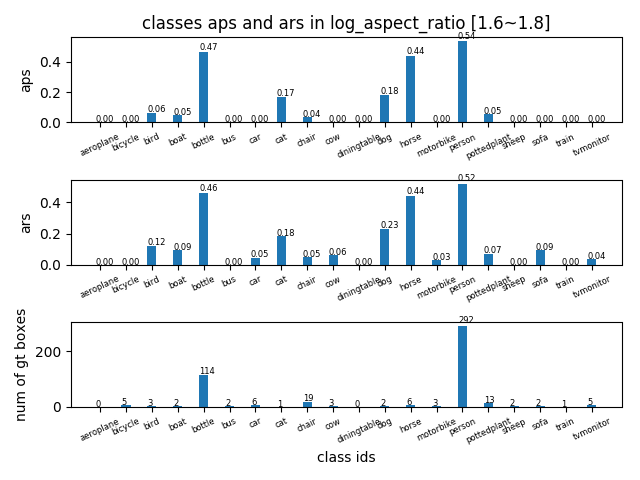 classes aps and ars in log_aspect_ratio [1.6~1.8]
aps
0.4
0.2
0.0
0.00 0.00 0.06 0.05 0.47 0.00 0.00 0.17 0.04 0.00 0.00 0.18 0.44 0.00 0.54 0.05 0.00 0.00 0.00 0.00
aeroplane bicycle bird boat bottle bus car cat chair cow diningtable dog horse motorbike person pottedplant sheep sofa train tvmonitor
ars
0.4
0.2
0.0
0.00 0.00 0.12 0.09 0.46 0.00 0.05 0.18 0.05 0.06 0.00 0.23 0.44 0.03 0.52 0.07 0.00 0.09 0.00 0.04
aeroplane bicycle bird boat bottle bus car cat chair cow diningtable dog horse motorbike person pottedplant sheep sofa train tvmonitor
num of gt boxes
200
0
0 5 3 2 114 2 6 1 19 3 0 2 6 3 292 13 2 2 1 5
aeroplane bicycle bird boat bottle bus car cat chair cow diningtable dog horse motorbike person pottedplant sheep sofa train tvmonitor
class ids